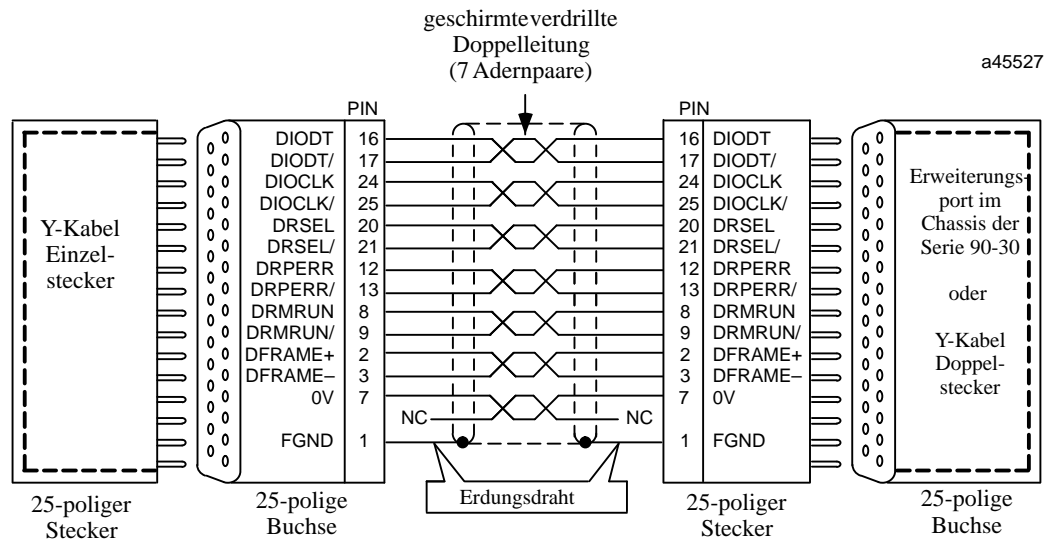 geschirmte verdrillte
Doppelleitung
(7 Adernpaare)
a45527
PIN
PIN
Y-Kabel
Einzel-
stecker
DIODT 16
DIODT/ 17
DIOCLK 24
DIOCLK/ 25
DRSEL 20
DRSEL/ 21
DRPERR 12
DRPERR/ 13
DRMRUN 8
DRMRUN/ 9
DFRAME+ 2
DFRAME– 3
0V 7
FGND 1
NC
NC
Erdungsdraht
16 DIODT
17 DIODT/
24 DIOCLK
25 DIOCLK/
20 DRSEL
21 DRSEL/
12 DRPERR
13 DRPERR/
8 DRMRUN
9 DRMRUN/
2 DFRAME+
3 DFRAME–
7 0V
1 FGND
Erweiterungs-
port im
Chassis der
Serie 90-30
oder
Y-Kabel
Doppel-
stecker
25-poliger
Stecker
25-polige
Buchse
25-poliger
Stecker
25-polige
Buchse